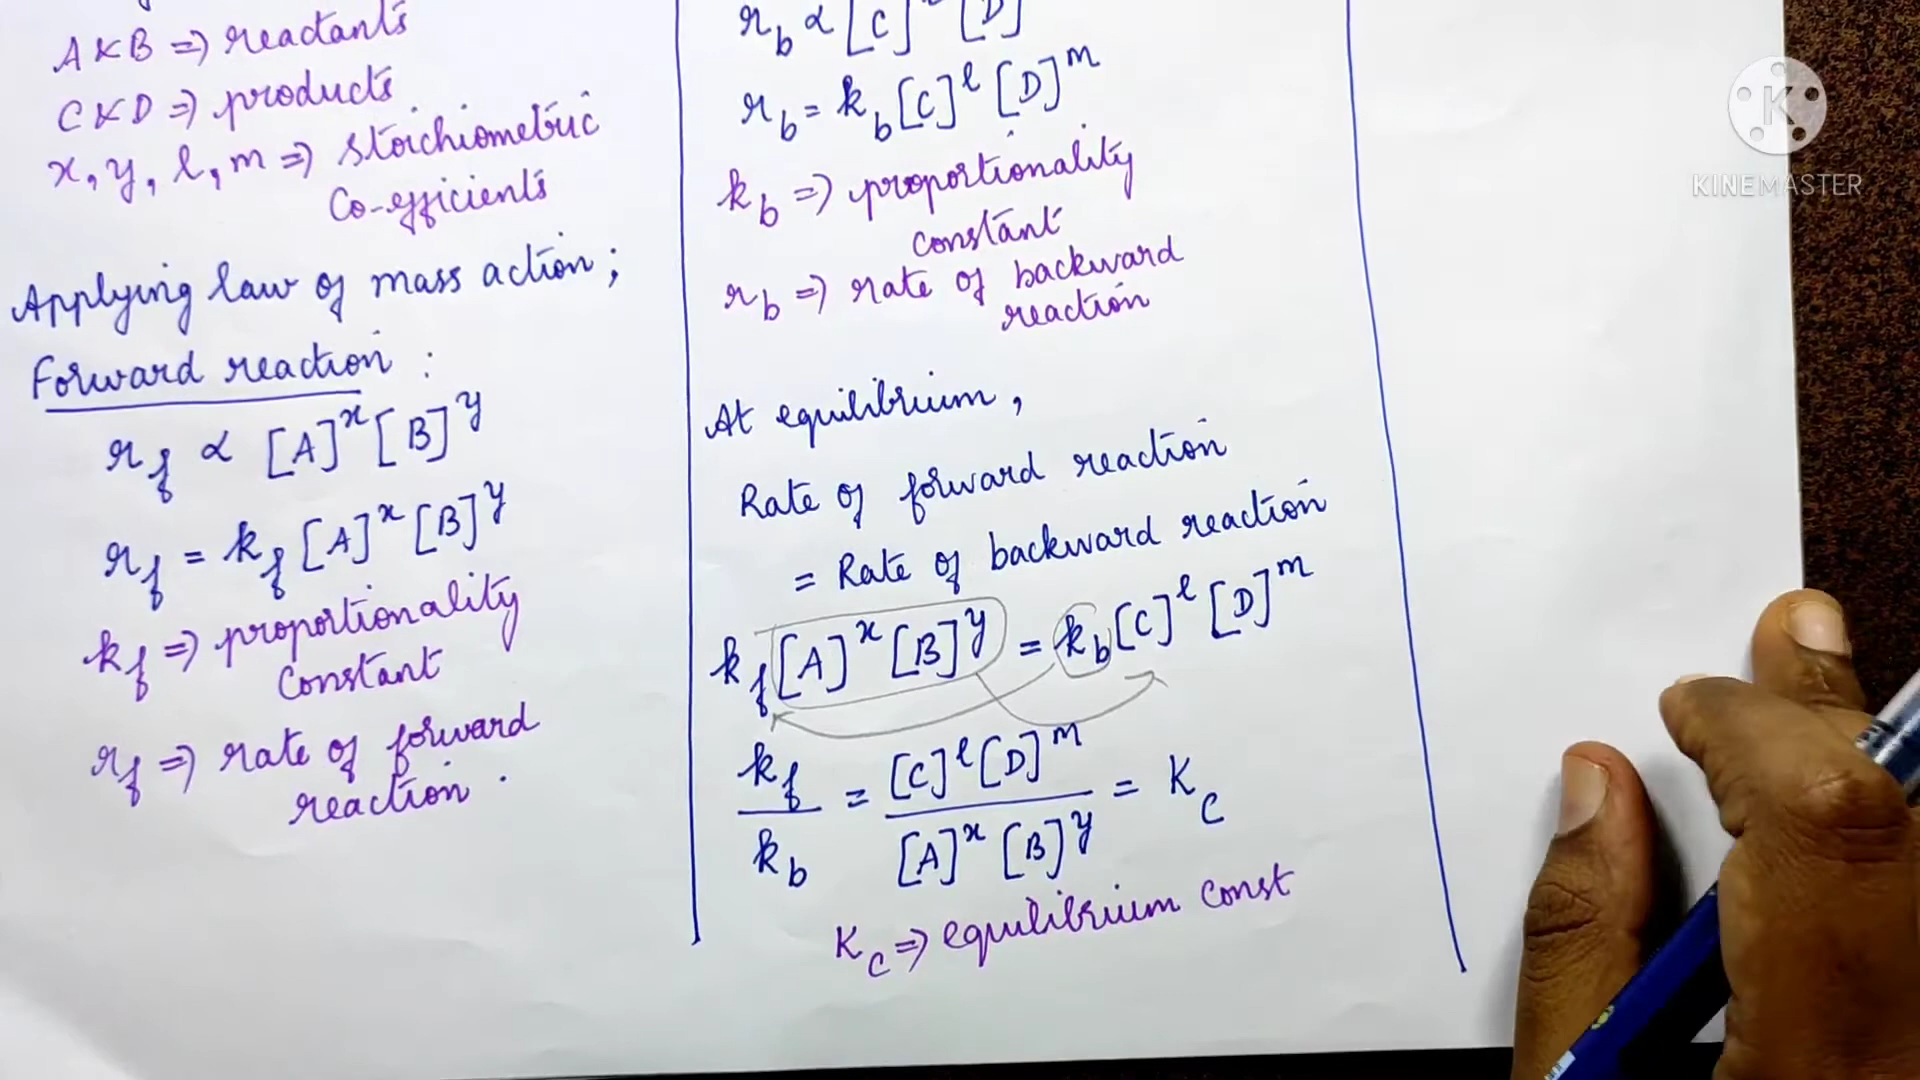 A & B => reactants
C & D => products
x, y, l, m => Stoichiometric
Co-efficients
Applying law of mass action ;
Forward reaction :
r_f ∝ [A]^x [B]^y
r_f = k_f [A]^x [B]^y
k_f => proportionality
constant
r_f => rate of forward
reaction .
r_b ∝ [C]^l [D]
r_b = k_b [C]^l [D]^m
k_b => proportionality
constant
r_b => rate of backward
reaction
At equilibrium ,
Rate of forward reaction
= Rate of backward reaction
k_f [A]^x [B]^y = k_b [C]^l [D]^m
k_f / k_b = [C]^l [D]^m / [A]^x [B]^y = K_c
K_c => equilibrium const
K
KINEMASTER